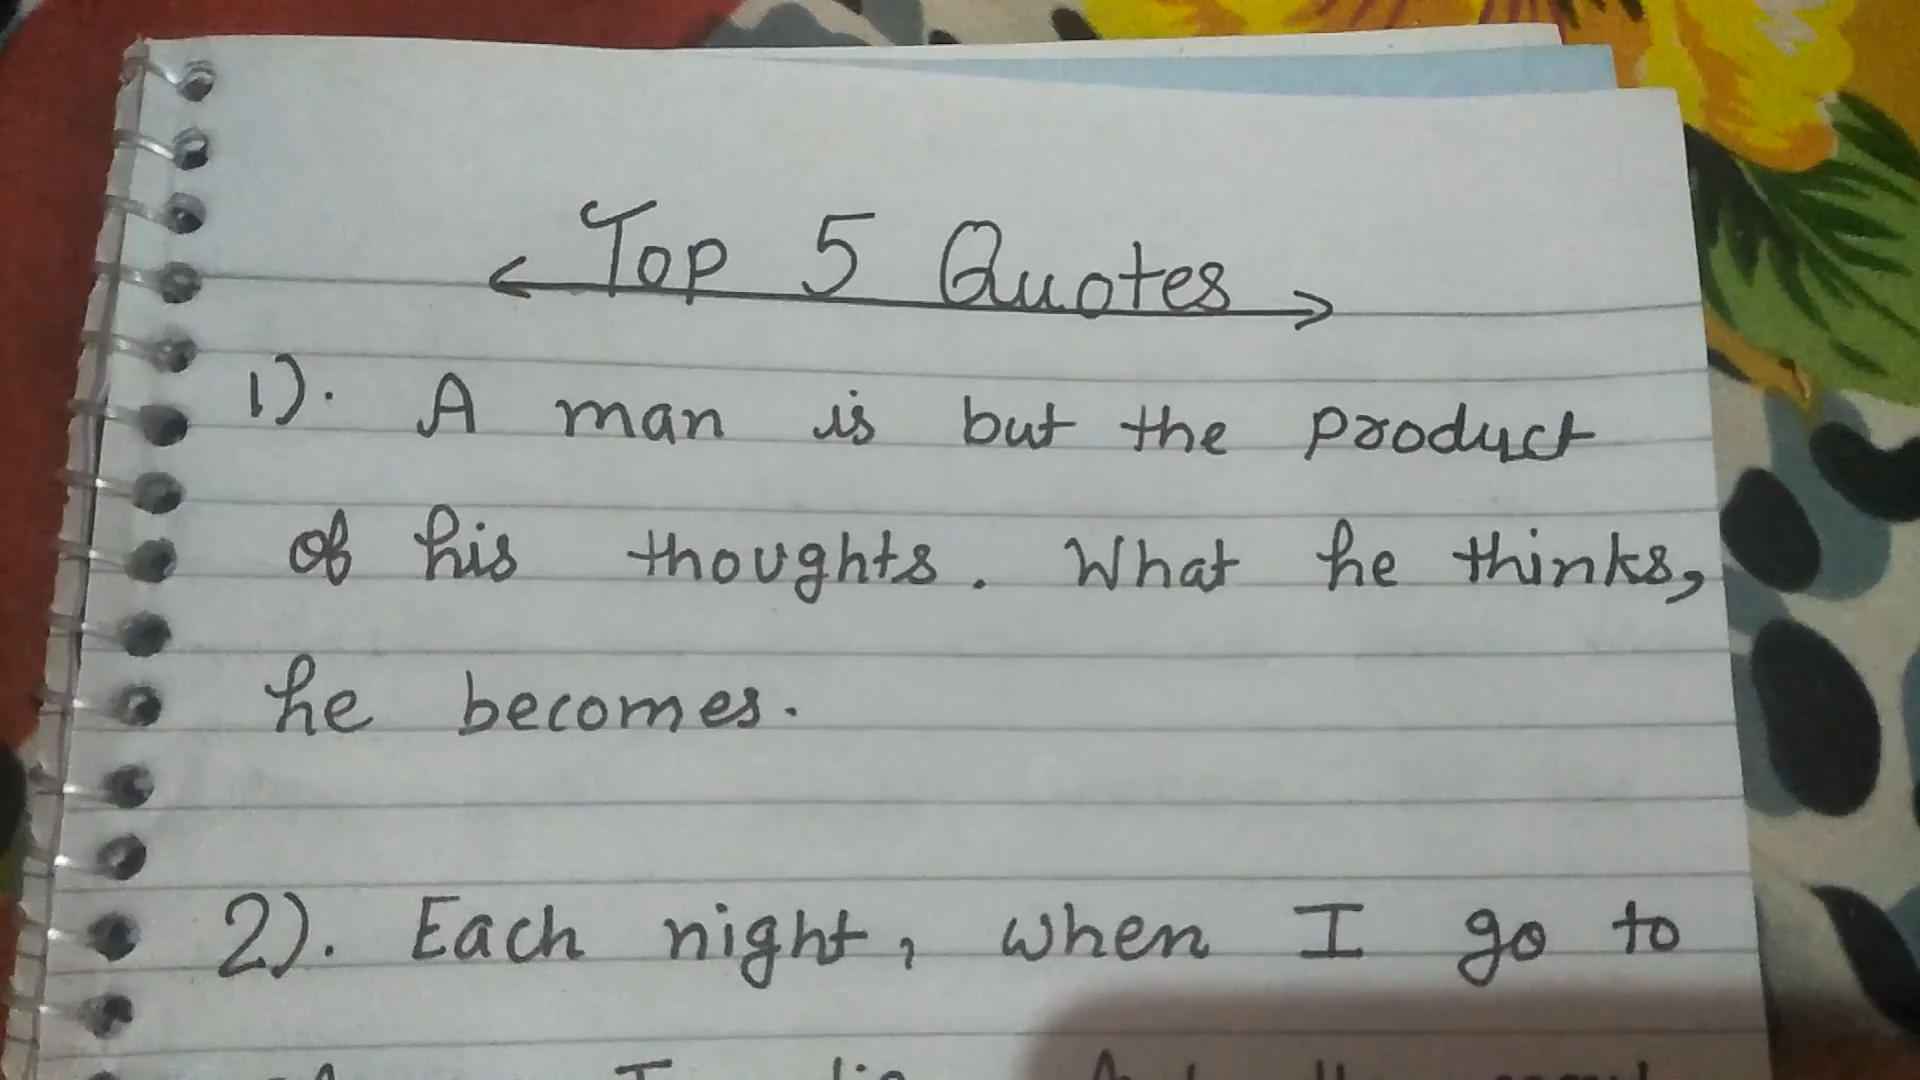 Top 5 Quotes
1). A man is but the product
of his thoughts. What he thinks,
he becomes.
2). Each night, when I go to